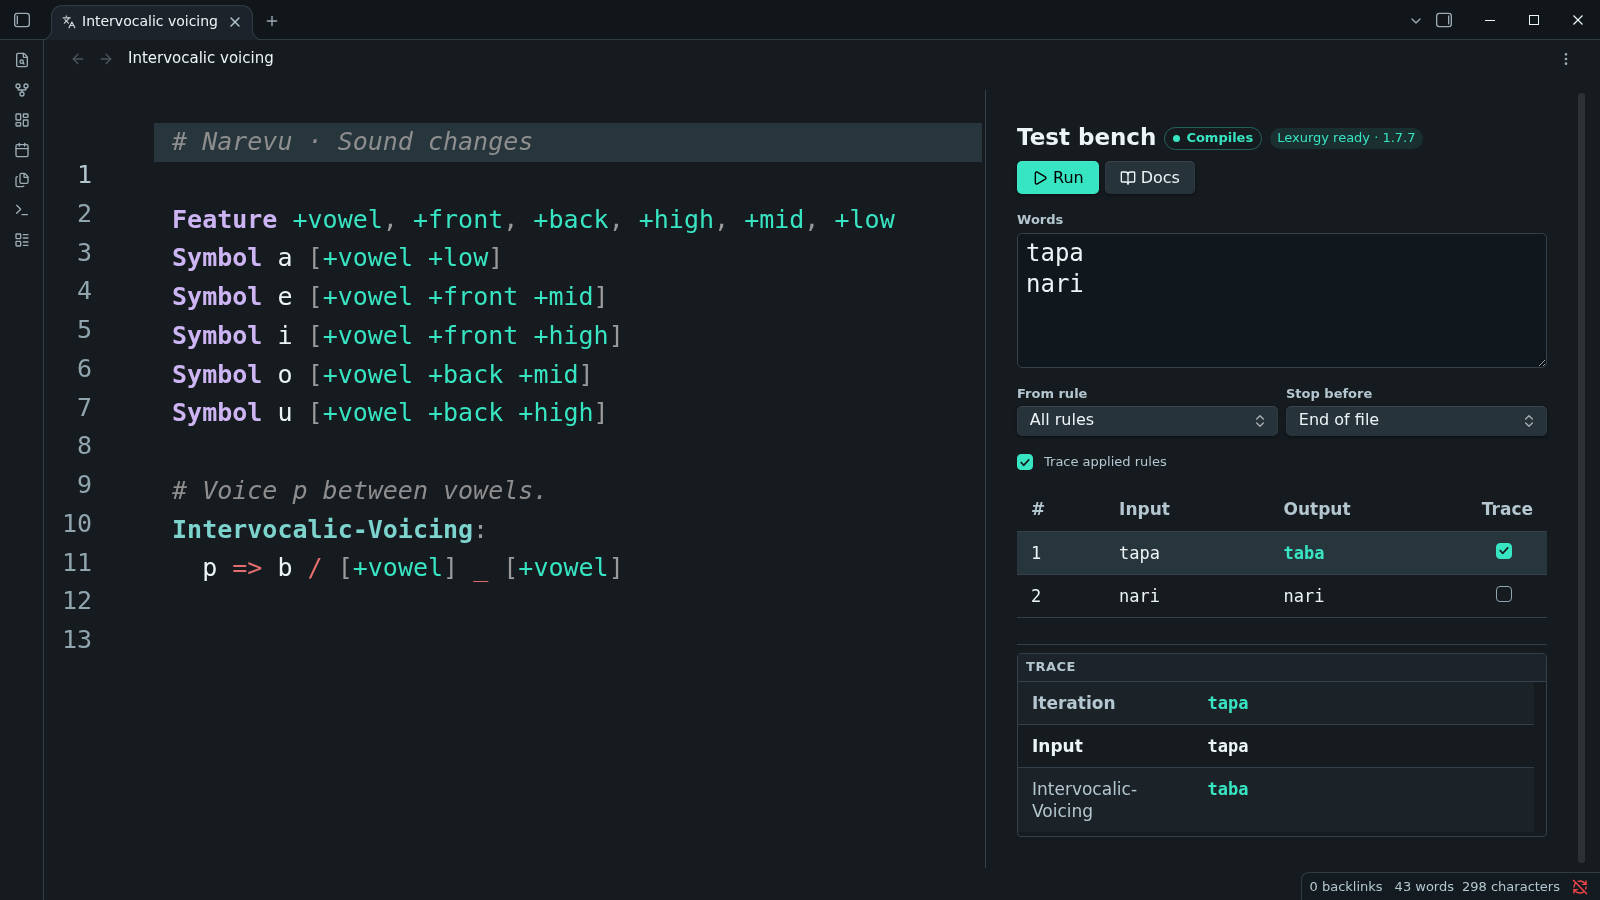 Intervocalic voicing
Intervocalic voicing
# Narevu · Sound changes
1
2
3
4
5
6
7
8
9
10
11
12
13
Feature +vowel, +front, +back, +high, +mid, +low
Symbol a [+vowel +low]
Symbol e [+vowel +front +mid]
Symbol i [+vowel +front +high]
Symbol o [+vowel +back +mid]
Symbol u [+vowel +back +high]
# Voice p between vowels.
Intervocalic-Voicing:
p => b / [+vowel] _ [+vowel]
Test bench Compiles Lexurgy ready · 1.7.7
Run Docs
Words
tapa
nari
From rule Stop before
All rules End of file
Trace applied rules
# Input Output Trace
1 tapa taba
2 nari nari
TRACE
Iteration tapa
Input tapa
Intervocalic- taba
Voicing
0 backlinks 43 words 298 characters